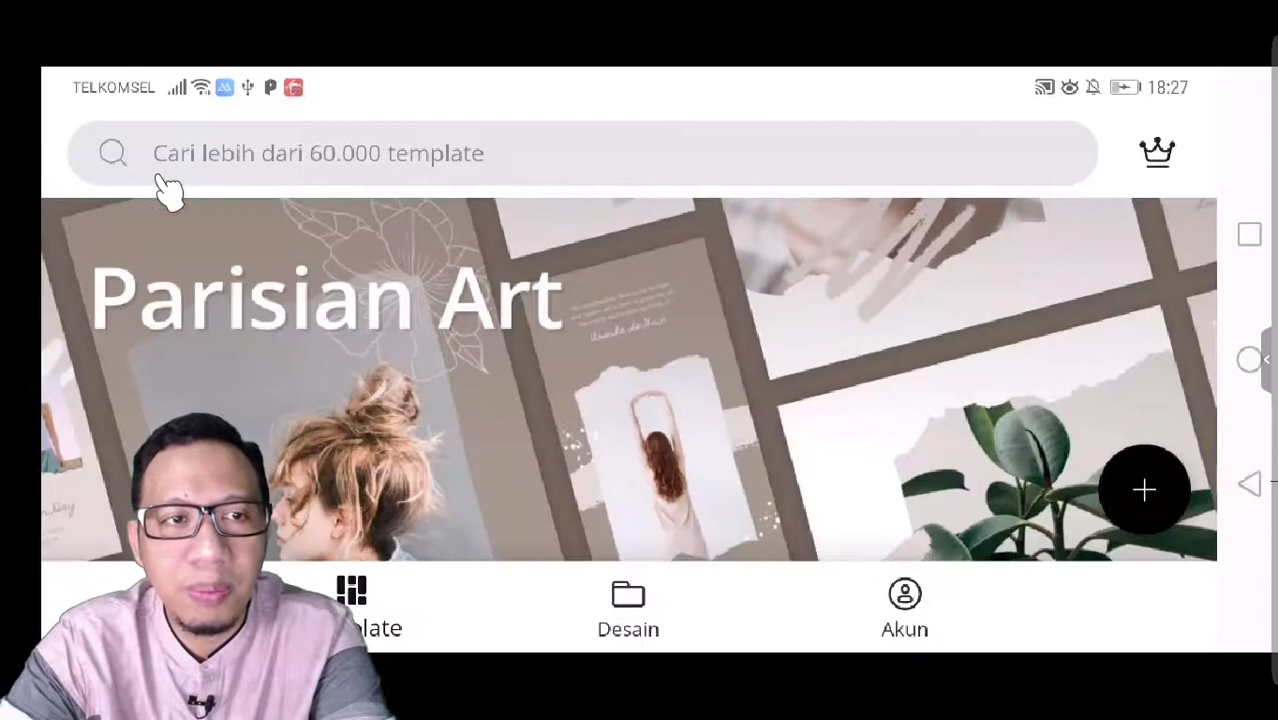 TELKOMSEL 18:27
Cari lebih dari 60.000 template
Parisian Art
Desain
Akun